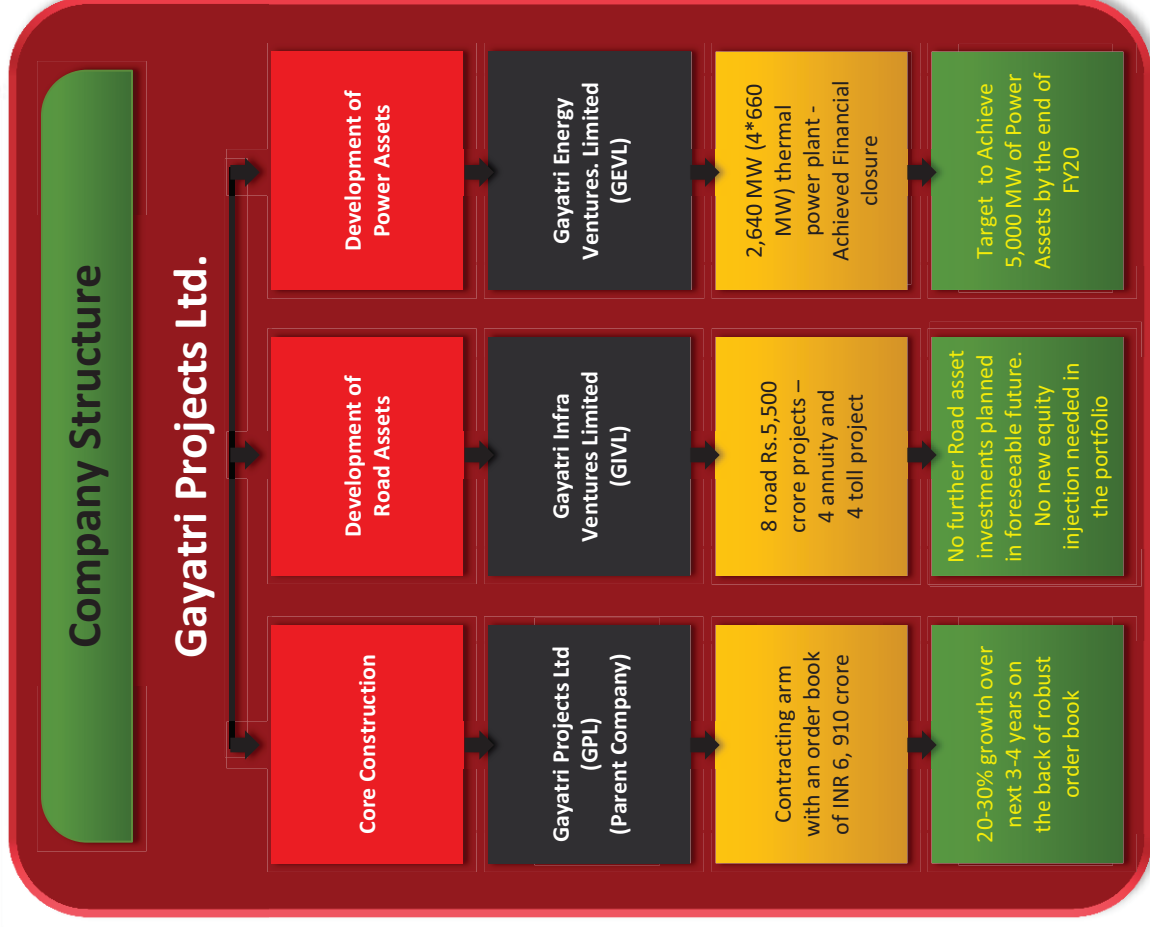 Company Structure
Gayatri Projects Ltd.
Core Construction
Gayatri Projects Ltd
(GPL)
(Parent Company)
Contracting arm
with an order book
of INR 6, 910 crore
20-30% growth over
next 3-4 years on
the back of robust
order book
Development of
Road Assets
Gayatri Infra
Ventures Limited
(GIVL)
8 road Rs.5,500
crore projects –
4 annuity and
4 toll project
No further Road asset
investments planned
in foreseeable future.
No new equity
injection needed in
the portfolio
Development of
Power Assets
Gayatri Energy
Ventures. Limited
(GEVL)
2,640 MW (4*660
MW) thermal
power plant -
Achieved Financial
closure
Target to Achieve
5,000 MW of Power
Assets by the end of
FY20